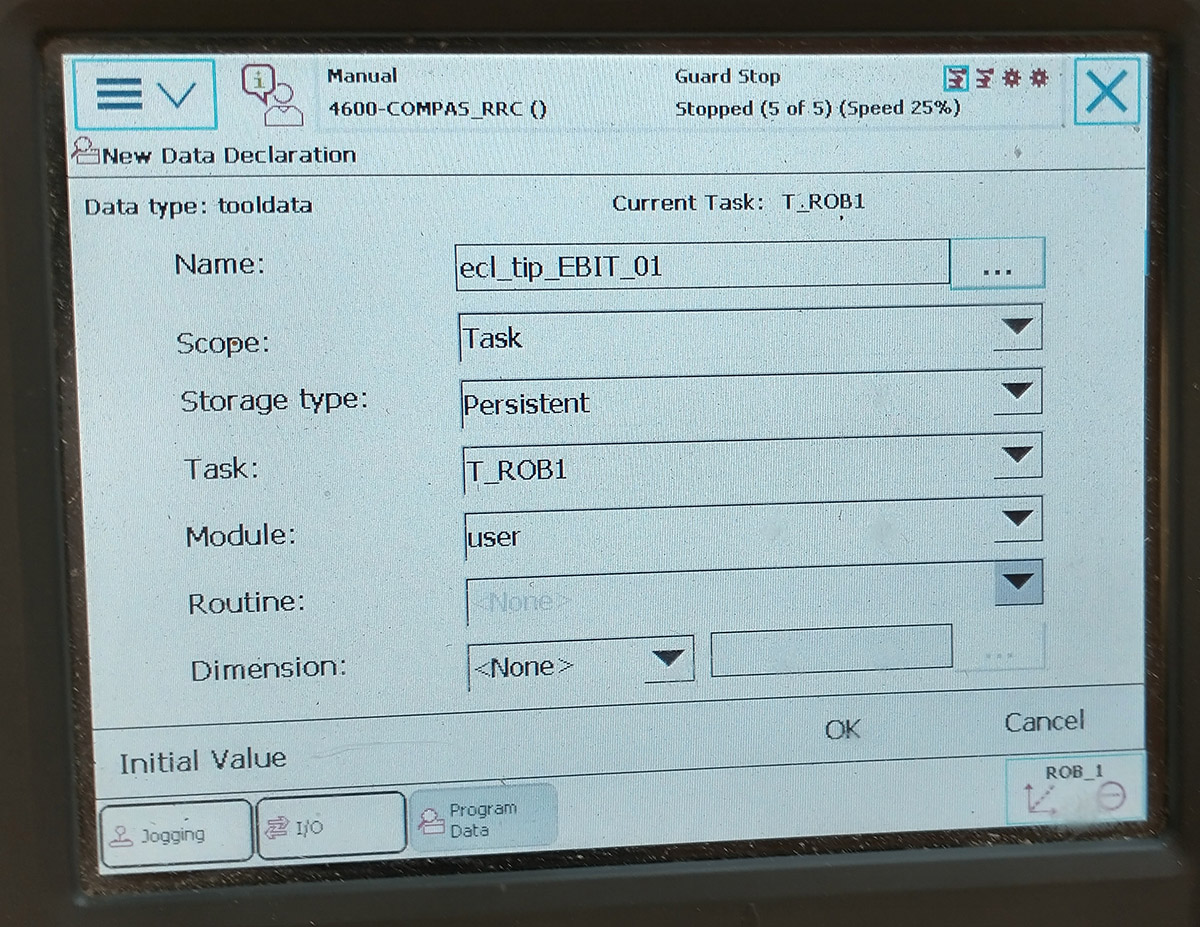 Manual
4600-COMPAS_RRC ()
Guard Stop
Stopped (5 of 5) (Speed 25%)
New Data Declaration
Data type: tooldata
Current Task: T_ROB1
Name:
ecl_tip_EBIT_01
...
Scope:
Task
Storage type:
Persistent
Task:
T_ROB1
Module:
user
Routine:
<None>
Dimension:
<None>
...
Initial Value
OK
Cancel
Jogging
I/O
Program
Data
ROB_1